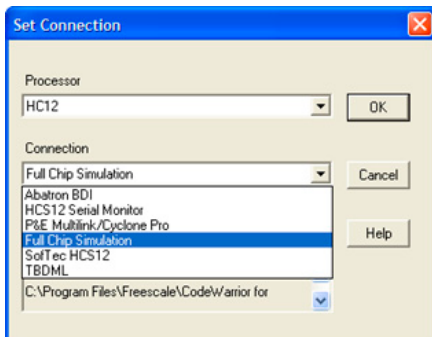 Set Connection
Processor
HC12
OK
Connection
Full Chip Simulation
Cancel
Abatron BDI
HCS12 Serial Monitor
P&E Multilink/Cyclone Pro
Full Chip Simulation
Help
SofTec HCS12
TBDML
C:\Program Files\Freescale\CodeWarrior for